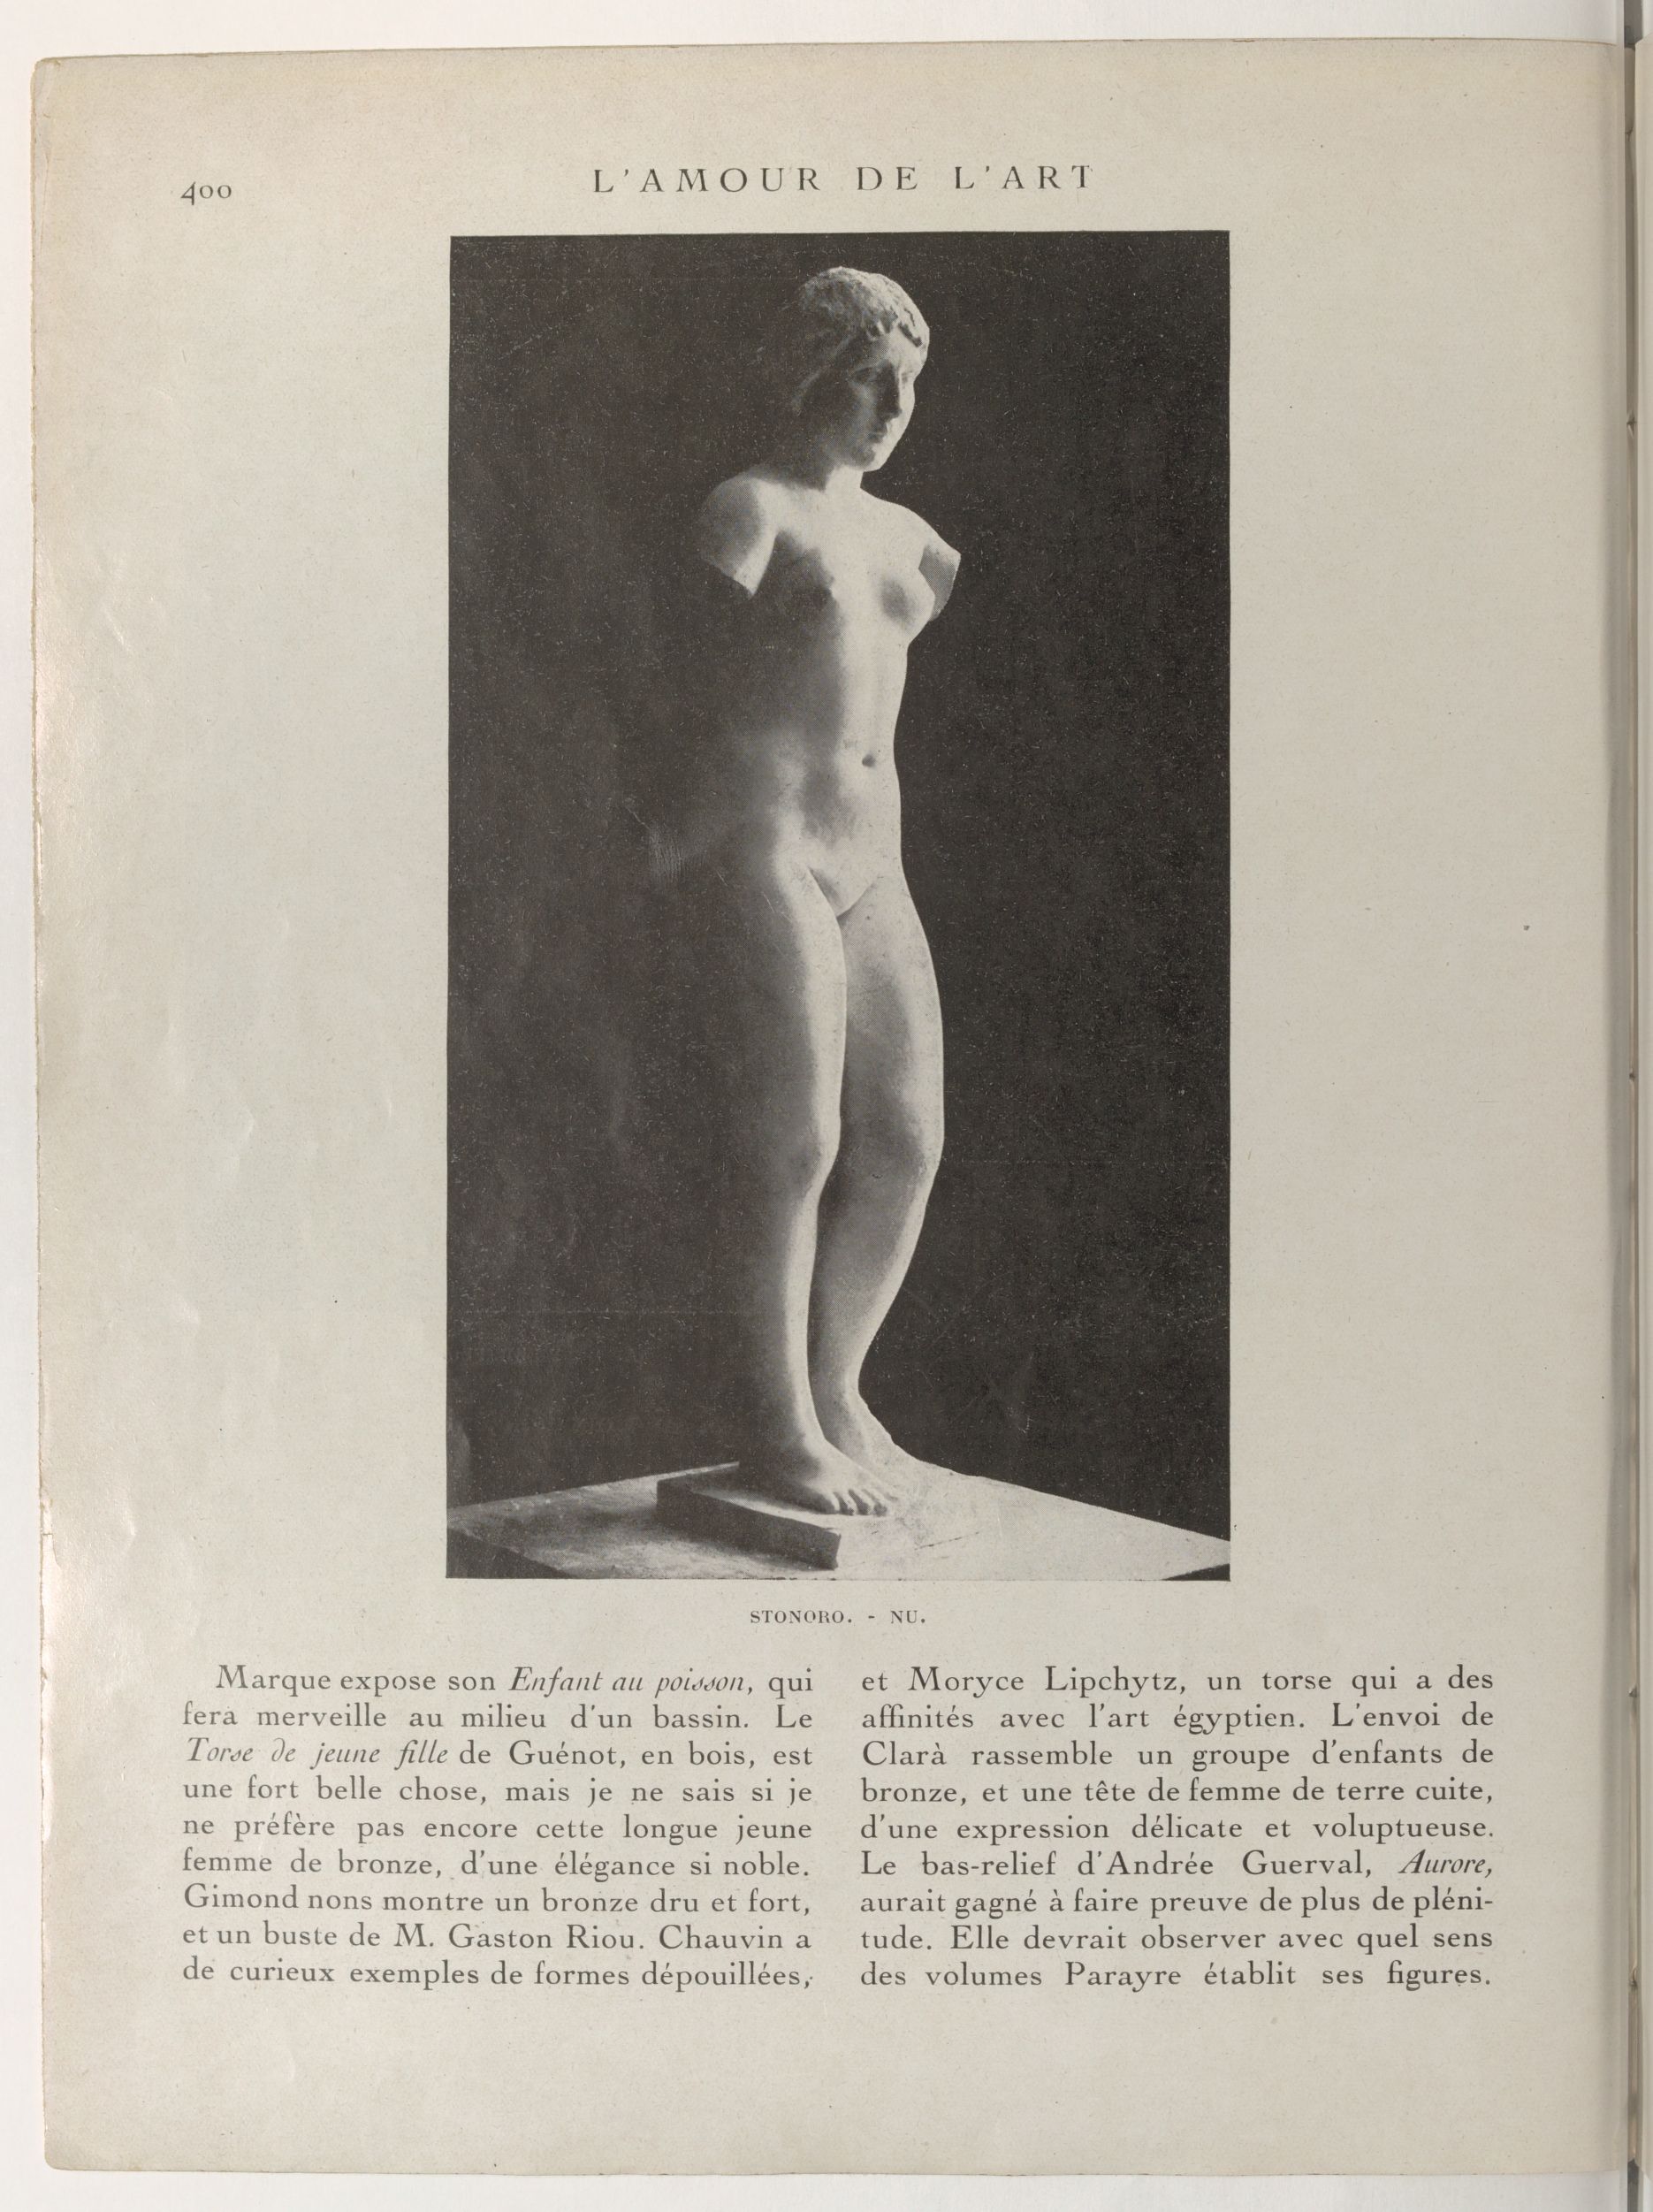 400
L'AMOUR DE L'ART
STONORO. - NU.
Marque expose son Enfant au poisson, qui
fera merveille au milieu d'un bassin. Le
Torse de jeune fille de Guénot, en bois, est
une fort belle chose, mais je ne sais si je
ne préfère pas encore cette longue jeune
femme de bronze, d'une élégance si noble.
Gimond nons montre un bronze dru et fort,
et un buste de M. Gaston Riou. Chauvin a
de curieux exemples de formes dépouillées,
et Moryce Lipchytz, un torse qui a des
affinités avec l'art égyptien. L'envoi de
Clarà rassemble un groupe d'enfants de
bronze, et une tête de femme de terre cuite,
d'une expression délicate et voluptueuse.
Le bas-relief d'Andrée Guerval, Aurore,
aurait gagné à faire preuve de plus de pléni-
tude. Elle devrait observer avec quel sens
des volumes Parayre établit ses figures.